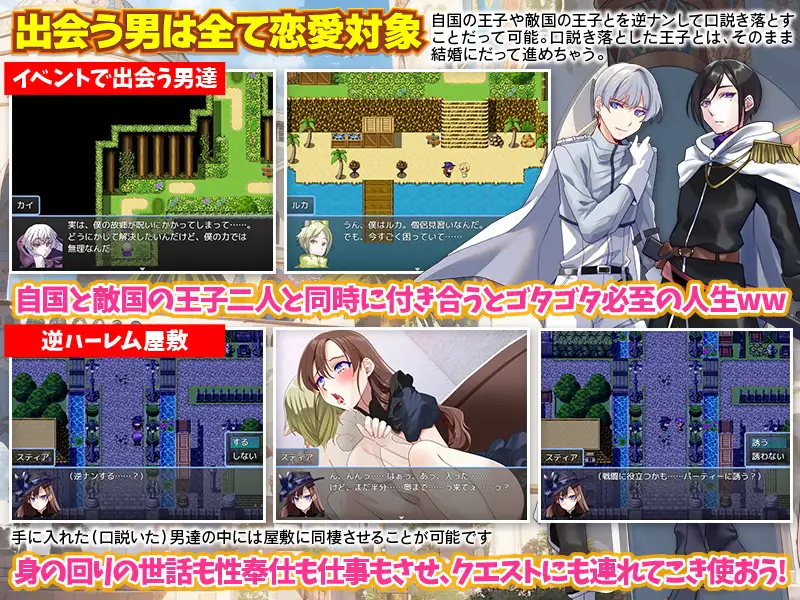 出会う男は全て恋愛対象
自国の王子や敵国の王子とを逆ナンして口説き落とす
ことだって可能。口説き落とした王子とは、そのまま
結婚にだって進めちゃう。
イベントで出会う男達
カイ
実は、僕の故郷が呪いにかかってしまって……。
どうにかして解決したいんだけど、僕の力では
無理なんだ
ルカ
うん、僕はルカ。僧侶見習いなんだ。
でも、今すごく困っていて……
自国と敵国の王子二人と同時に付き合うとゴタゴタ必至の人生ww
逆ハーレム屋敷
する
しない
スティア
(逆ナンする……？)
スティア
ん、んんっ……はぁっ、あっ、入った……
けど、まだ半分……奥まで……っ来てぇ……っ？
誘う
誘わない
スティア
(戦闘に役立つかも……パーティーに誘う？)
手に入れた(口説いた)男達の中には屋敷に同棲させることが可能です
身の回りの世話も性奉仕も仕事もさせ、クエストにも連れてこき使おう!